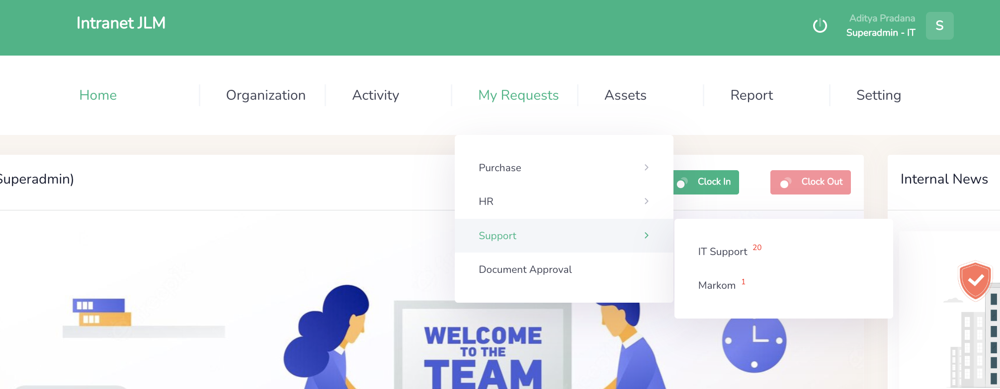 Intranet JLM
Aditya Pradana
Superadmin - IT
S
Home
Organization
Activity
My Requests
Assets
Report
Setting
Superadmin)
Purchase
HR
Support
Document Approval
Clock In
Clock Out
Internal News
IT Support 20
Markom 1
WELCOME
TO THE
TEAM